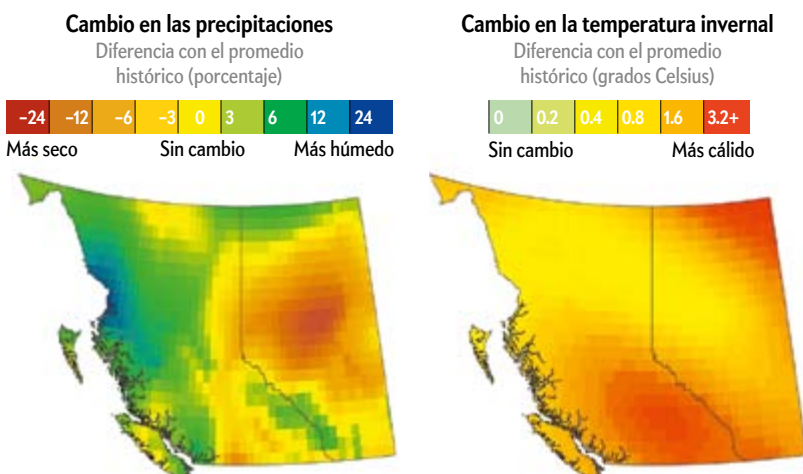 Cambio en las precipitaciones
Diferencia con el promedio
histórico (porcentaje)
−24 −12 −6 −3 0 3 6 12 24
Más seco Sin cambio Más húmedo
Cambio en la temperatura invernal
Diferencia con el promedio
histórico (grados Celsius)
0 0.2 0.4 0.8 1.6 3.2+
Sin cambio Más cálido